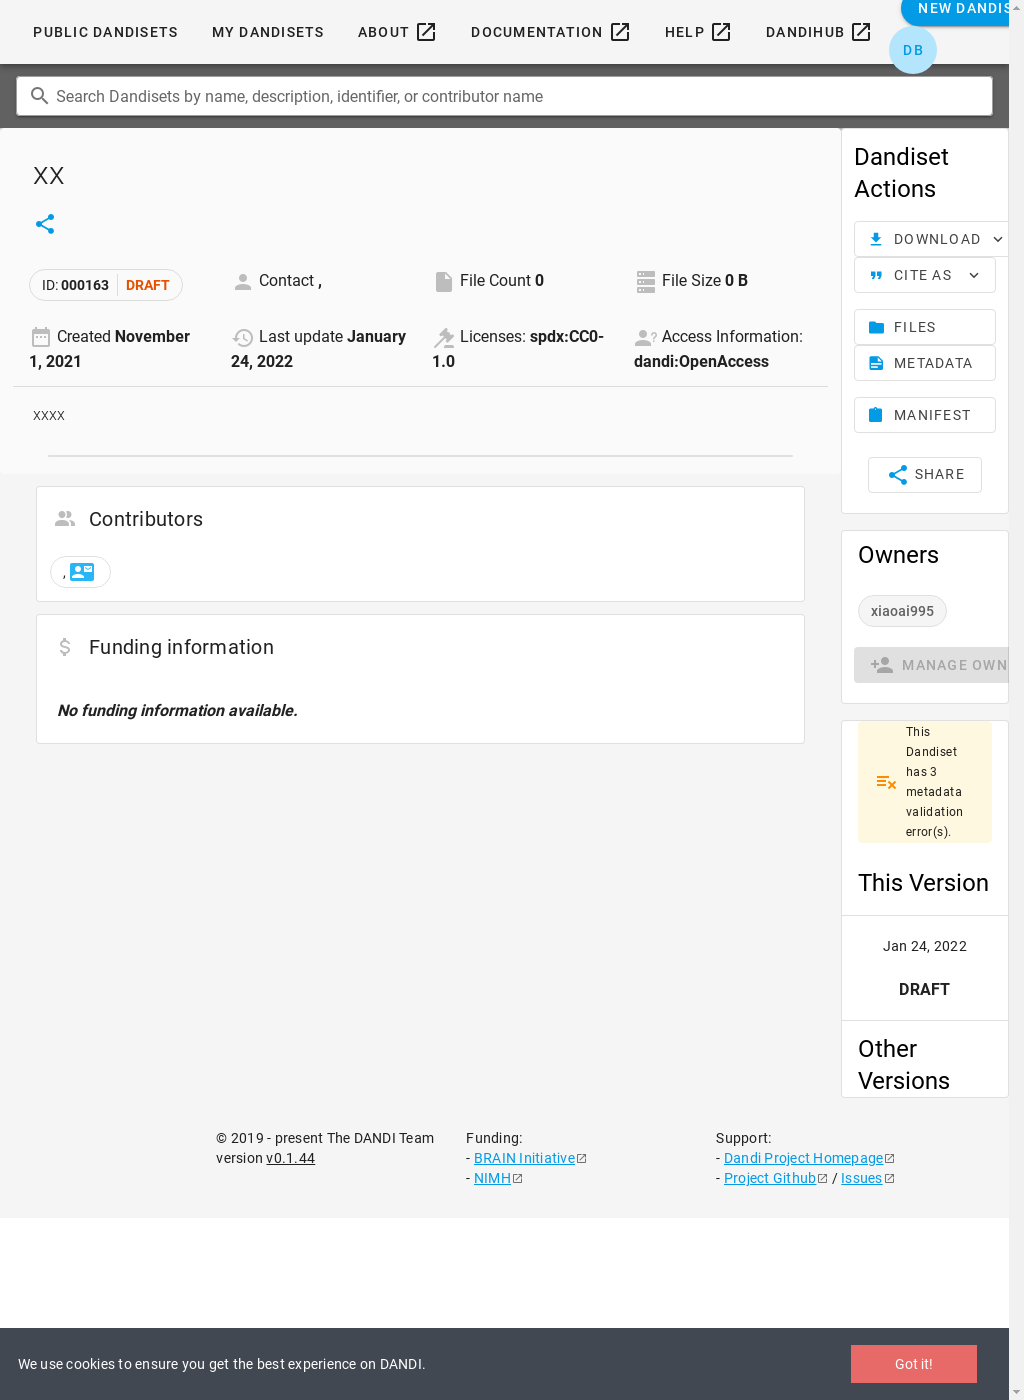 PUBLIC DANDISETS
MY DANDISETS
ABOUT
DOCUMENTATION
HELP
DANDIHUB
NEW DANDIS
DB
Search Dandisets by name, description, identifier, or contributor name
XX
ID: 000163 DRAFT
Contact ,
File Count 0
File Size 0 B
Created November
1, 2021
Last update January
24, 2022
Licenses: spdx:CC0-
1.0
Access Information:
dandi:OpenAccess
xxxx
Contributors
,
Funding information
No funding information available.
Dandiset
Actions
DOWNLOAD
CITE AS
FILES
METADATA
MANIFEST
SHARE
Owners
xiaoai995
MANAGE OWN
This
Dandiset
has 3
metadata
validation
error(s).
This Version
Jan 24, 2022
DRAFT
Other
Versions
© 2019 - present The DANDI Team
version v0.1.44
Funding:
- BRAIN Initiative
- NIMH
Support:
- Dandi Project Homepage
- Project Github / Issues
We use cookies to ensure you get the best experience on DANDI.
Got it!